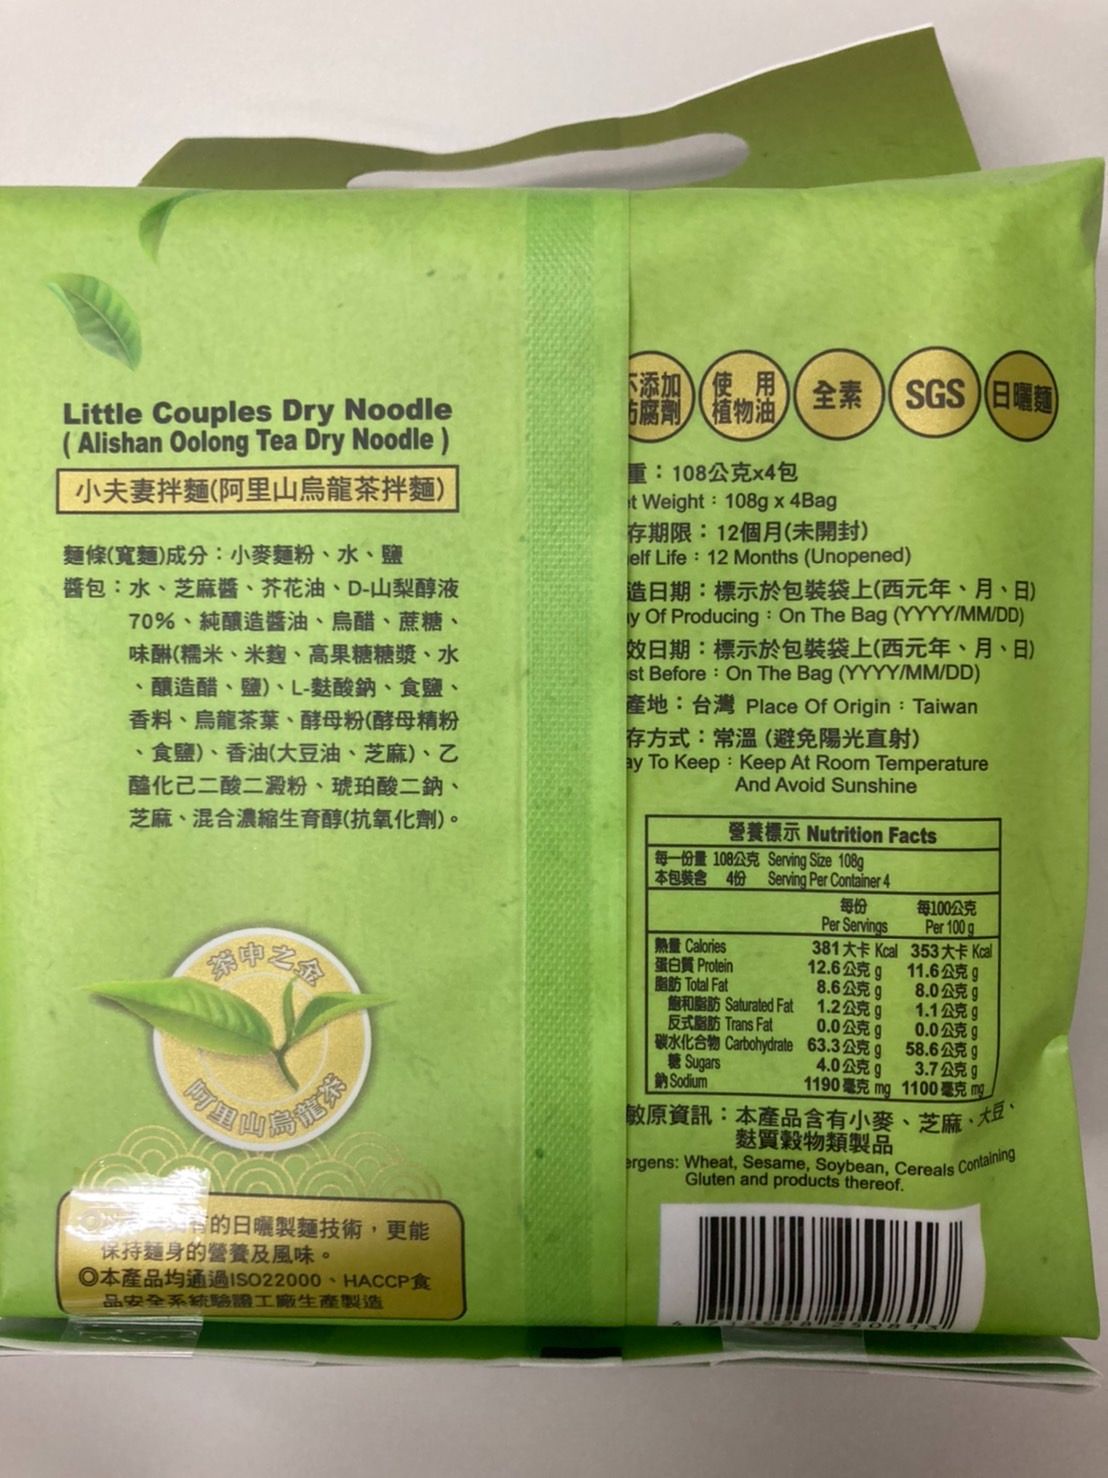 Little Couples Dry Noodle
( Alishan Oolong Tea Dry Noodle )
小夫妻拌麵(阿里山烏龍茶拌麵)
麵條(寬麵)成分：小麥麵粉、水、鹽
醬包：水、芝麻醬、芥花油、D-山梨醇液
70%、純釀造醬油、烏醋、蔗糖、
味醂(糯米、米麴、高果糖糖漿、水
、釀造醋、鹽)、L-麩酸鈉、食鹽、
香料、烏龍茶葉、酵母粉(酵母精粉
、食鹽)、香油(大豆油、芝麻)、乙
醯化己二酸二澱粉、琥珀酸二鈉、
芝麻、混合濃縮生育醇(抗氧化劑)。
茶中之金
阿里山烏龍茶
的日曬製麵技術，更能
保持麵身的營養及風味。
◎本產品均通過ISO22000、HACCP食
品安全系統驗證工廠生產製造
添加
腐劑
使用
植物油
全素
SGS
日曬麵
重：108公克x4包
t Weight：108g x 4Bag
存期限：12個月(未開封)
elf Life：12 Months (Unopened)
造日期：標示於包裝袋上(西元年、月、日)
y Of Producing：On The Bag (YYYY/MM/DD)
效日期：標示於包裝袋上(西元年、月、日)
st Before：On The Bag (YYYY/MM/DD)
產地：台灣 Place Of Origin：Taiwan
存方式：常溫 (避免陽光直射)
ay To Keep：Keep At Room Temperature
And Avoid Sunshine
營養標示 Nutrition Facts
每一份量 108公克 Serving Size 108g
本包裝含 4份 Serving Per Container 4
每份 每100公克
Per Servings Per 100 g
熱量 Calories 381大卡 Kcal 353大卡 Kcal
蛋白質 Protein 12.6公克 g 11.6公克 g
脂肪 Total Fat 8.6公克 g 8.0公克 g
飽和脂肪 Saturated Fat 1.2公克 g 1.1公克 g
反式脂肪 Trans Fat 0.0公克 g 0.0公克 g
碳水化合物 Carbohydrate 63.3公克 g 58.6公克 g
糖 Sugars 4.0公克 g 3.7公克 g
鈉 Sodium 1190毫克 mg 1100毫克 mg
敏原資訊：本產品含有小麥、芝麻、大豆、
麩質穀物類製品
ergens: Wheat, Sesame, Soybean, Cereals Containing
Gluten and products thereof.